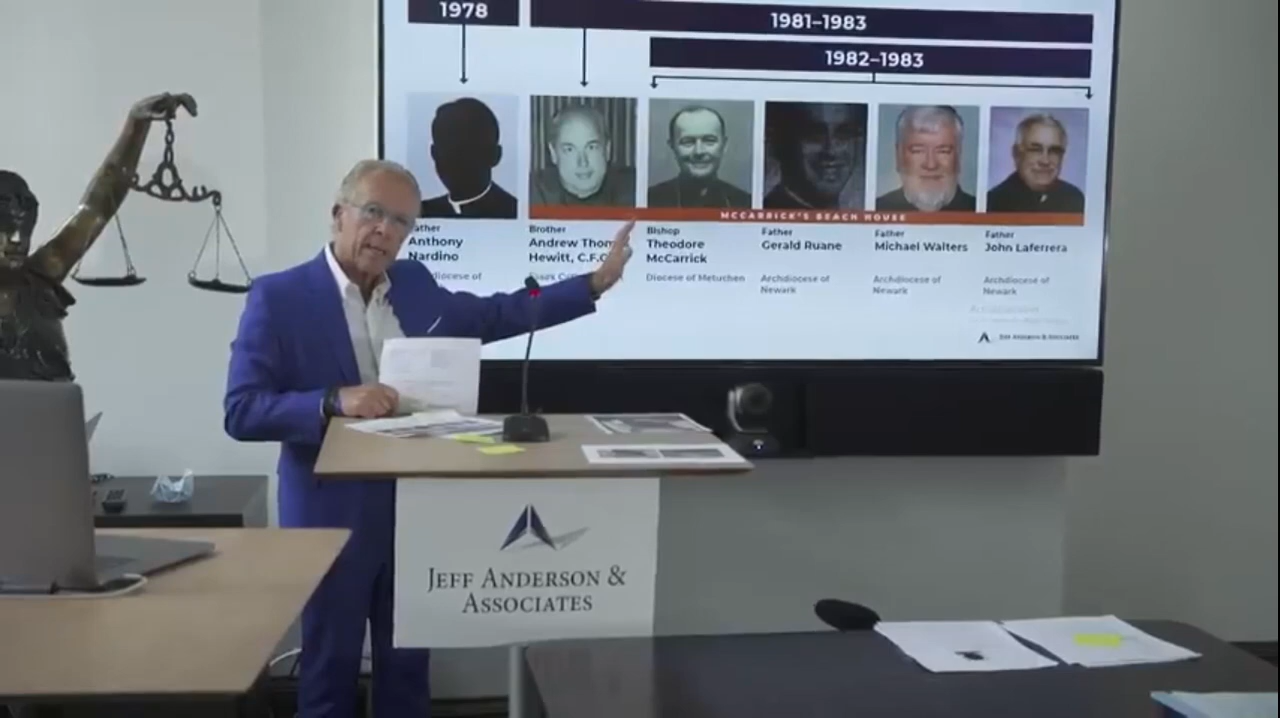 1978
1981–1983
1982–1983
MCCARRICK'S BEACH HOUSE
Father
Anthony
Nardino
Brother
Andrew Thom
Hewitt, C.F.C
Bishop
Theodore
McCarrick
Diocese of Metuchen
Father
Gerald Ruane
Archdiocese of
Newark
Father
Michael Walters
Archdiocese of
Newark
Father
John Laferrera
Archdiocese of
Newark
JEFF ANDERSON & ASSOCIATES
JEFF ANDERSON &
ASSOCIATES